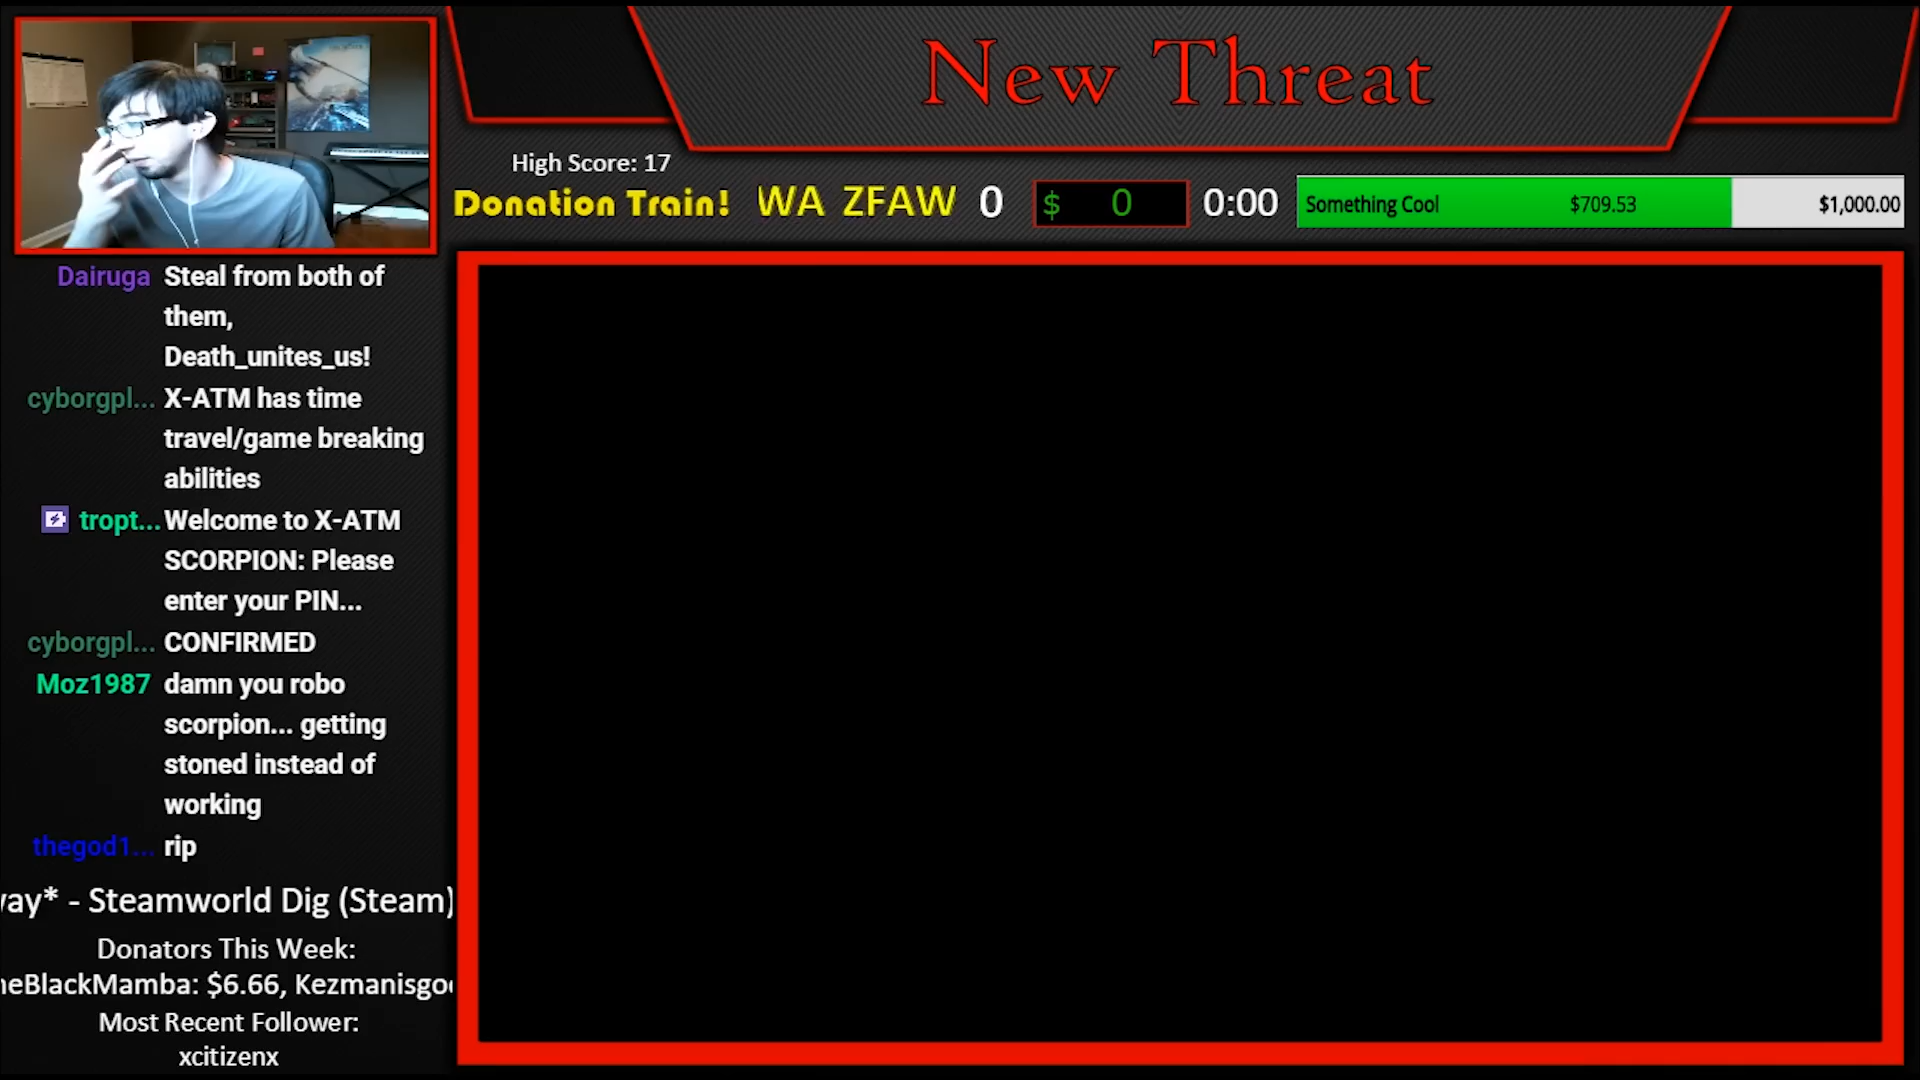 New Threat
High Score: 17
Donation Train! WA ZFAW 0 $ 0 0:00 Something Cool $709.53 $1,000.00
Dairuga Steal from both of
them,
Death_unites_us!
cyborgpl... X-ATM has time
travel/game breaking
abilities
tropt... Welcome to X-ATM
SCORPION: Please
enter your PIN...
cyborgpl... CONFIRMED
Moz1987 damn you robo
scorpion... getting
stoned instead of
working
thegod1... rip
way* - Steamworld Dig (Steam)
Donators This Week:
neBlackMamba: $6.66, Kezmanisgo
Most Recent Follower:
xcitizenx